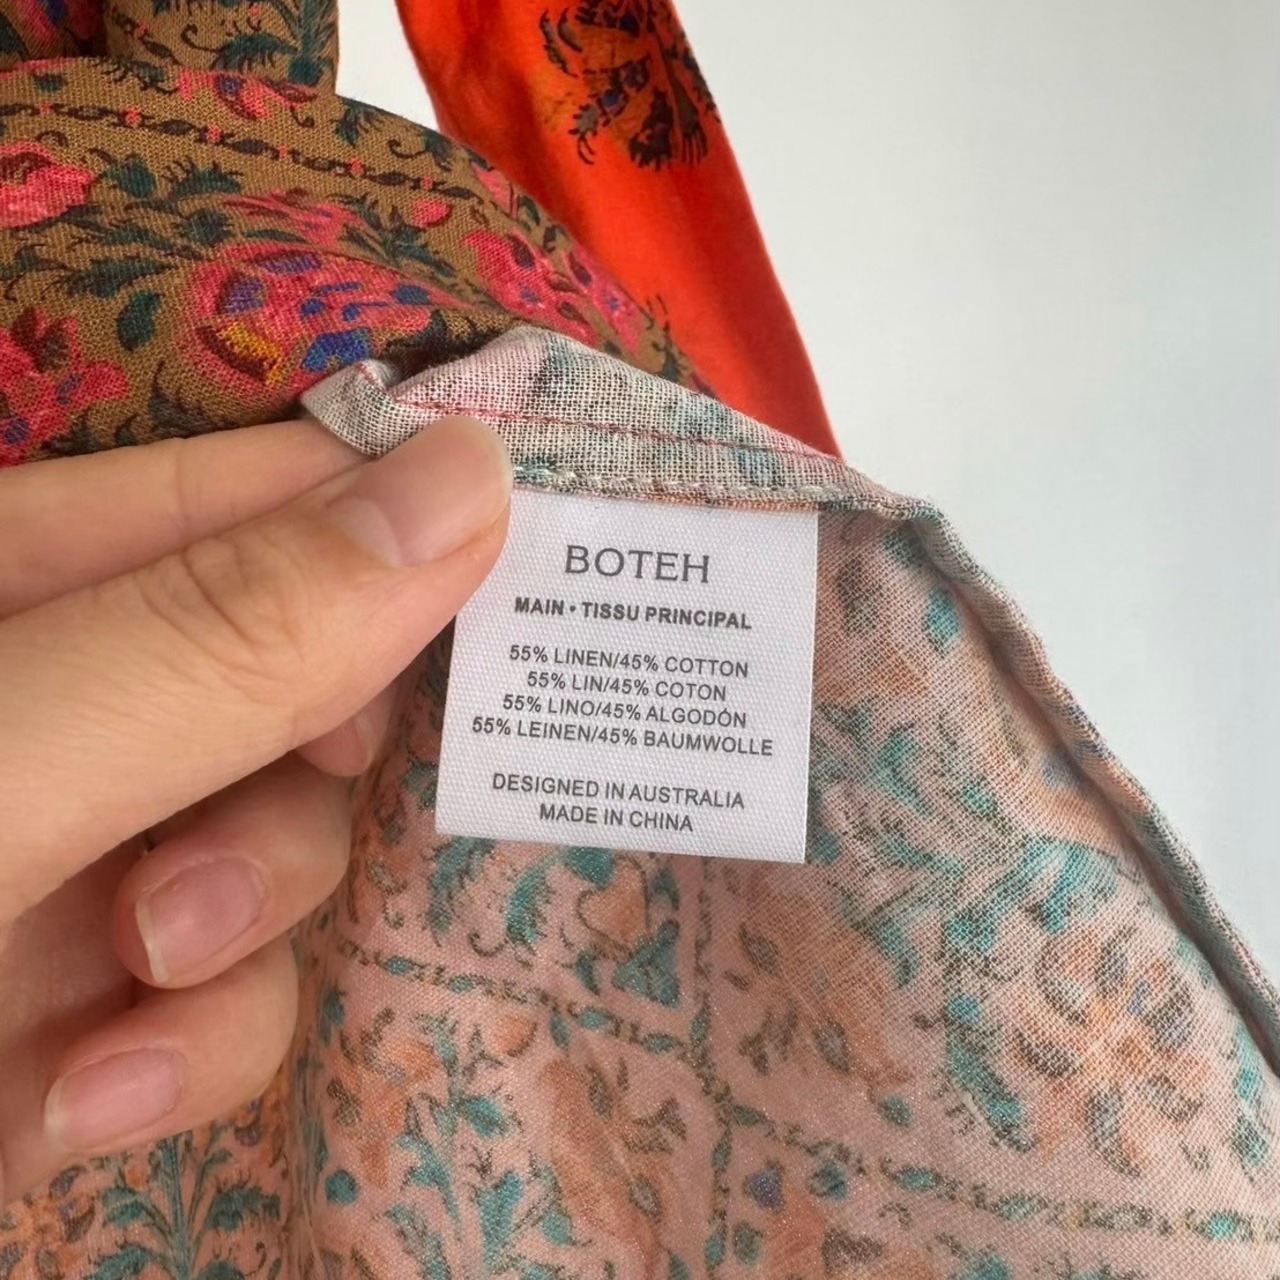 BOTEH
MAIN • TISSU PRINCIPAL
55% LINEN/45% COTTON
55% LIN/45% COTON
55% LINO/45% ALGODÓN
55% LEINEN/45% BAUMWOLLE
DESIGNED IN AUSTRALIA
MADE IN CHINA